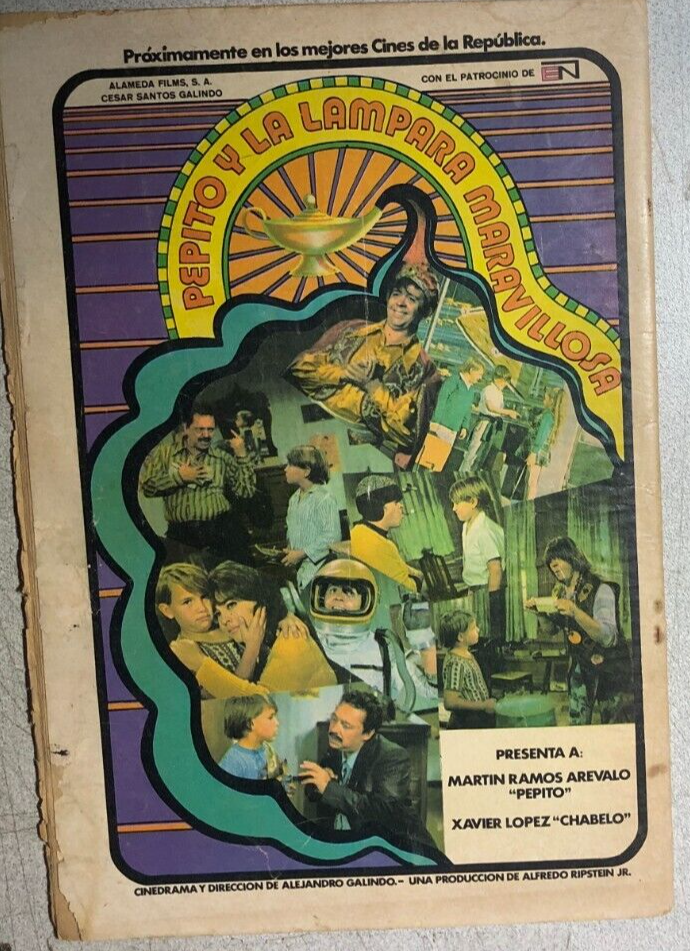 Próximamente en los mejores Cines de la República.
ALAMEDA FILMS, S. A.
CESAR SANTOS GALINDO
CON EL PATROCINIO DE EN
PEPITO Y LA LAMPARA MARAVILLOSA
PRESENTA A:
MARTIN RAMOS AREVALO
"PEPITO"
XAVIER LOPEZ "CHABELO"
CINEDRAMA Y DIRECCION DE ALEJANDRO GALINDO.- UNA PRODUCCION DE ALFREDO RIPSTEIN JR.